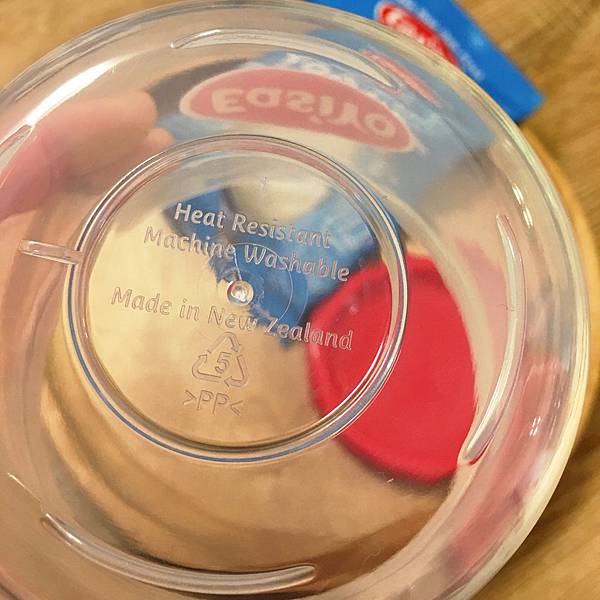 EasiYo
Heat Resistant
Machine Washable
Made in New Zealand
5
>PP<